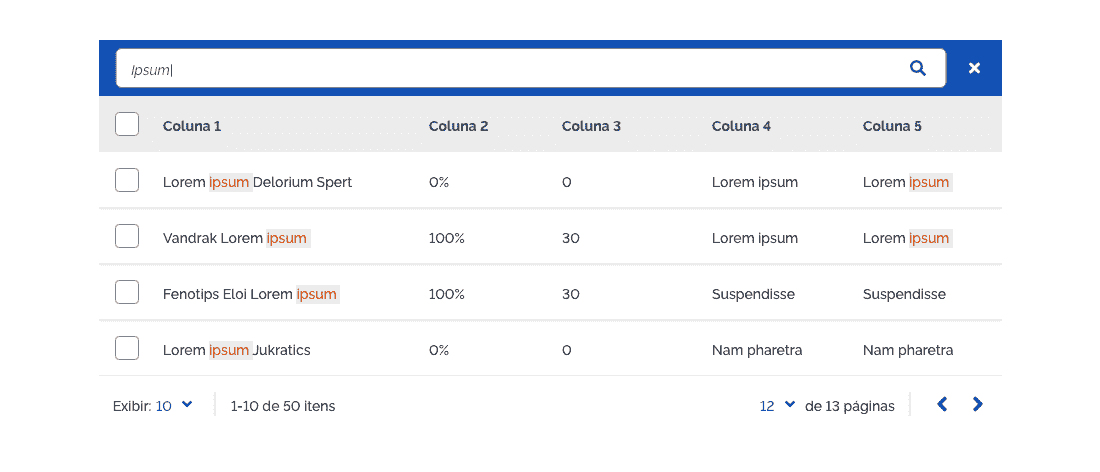 Ipsum
Coluna 1 Coluna 2 Coluna 3 Coluna 4 Coluna 5
Lorem ipsum Delorium Spert 0% 0 Lorem ipsum Lorem ipsum
Vandrak Lorem ipsum 100% 30 Lorem ipsum Lorem ipsum
Fenotips Eloi Lorem ipsum 100% 30 Suspendisse Suspendisse
Lorem ipsum Jukratics 0% 0 Nam pharetra Nam pharetra
Exibir: 10 1-10 de 50 itens 12 de 13 páginas